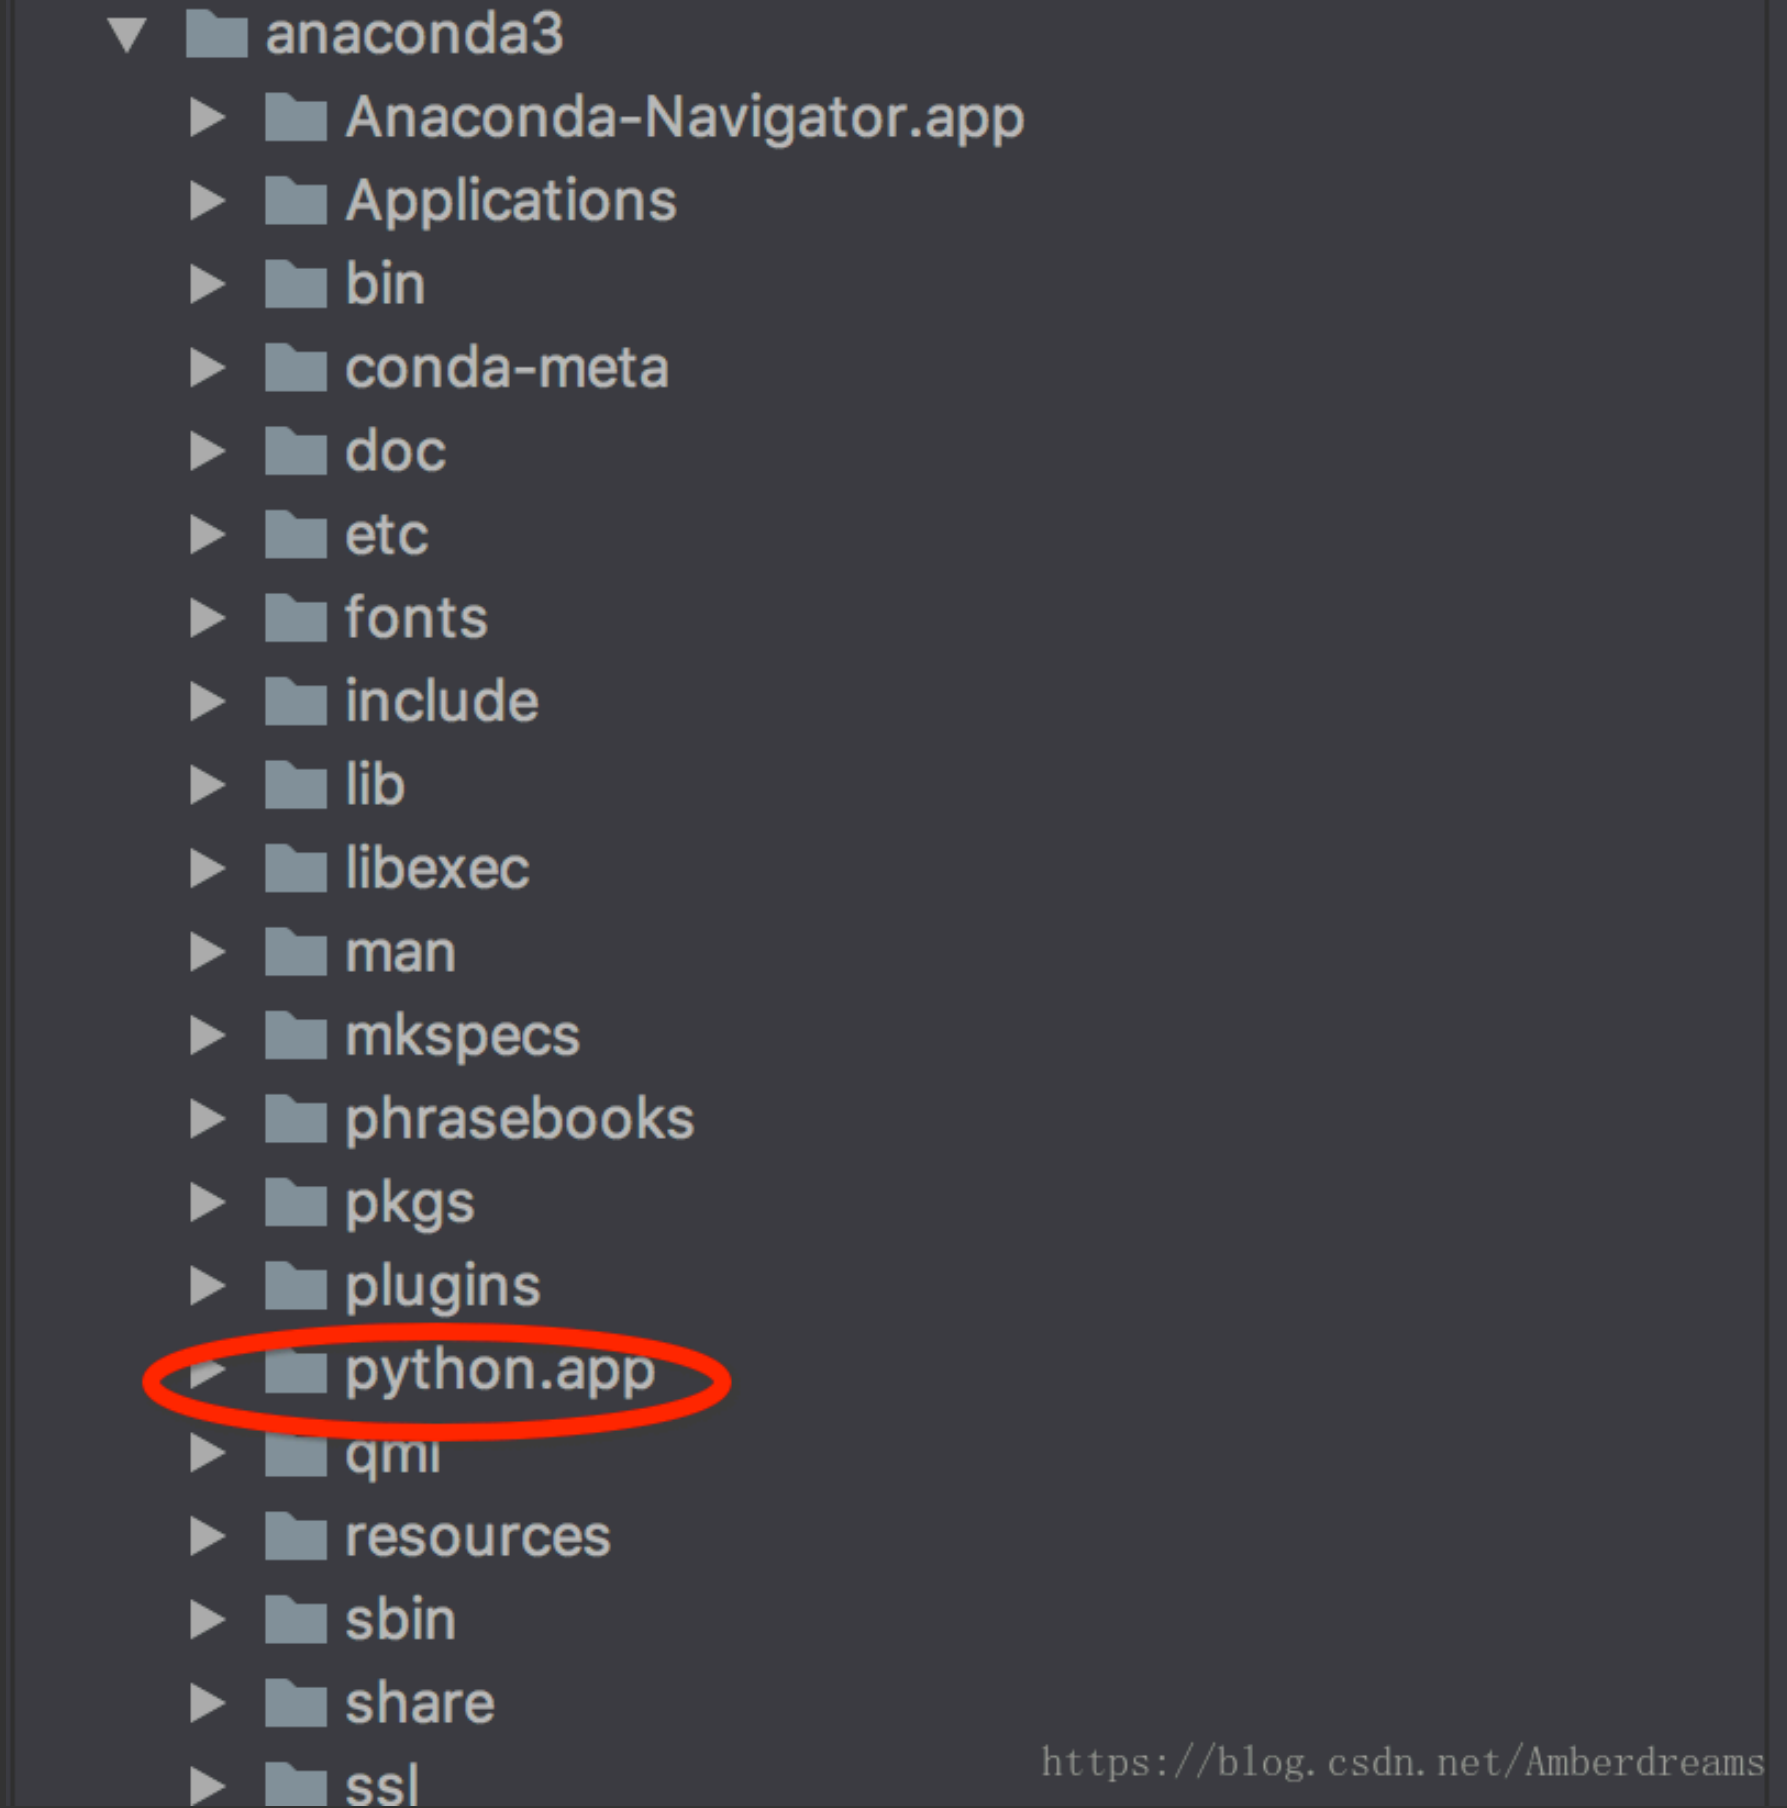 anaconda3
Anaconda-Navigator.app
Applications
bin
conda-meta
doc
etc
fonts
include
lib
libexec
man
mkspecs
phrasebooks
pkgs
plugins
python.app
qml
resources
sbin
share
https://blog.csdn.net/Amberdreams
ssl